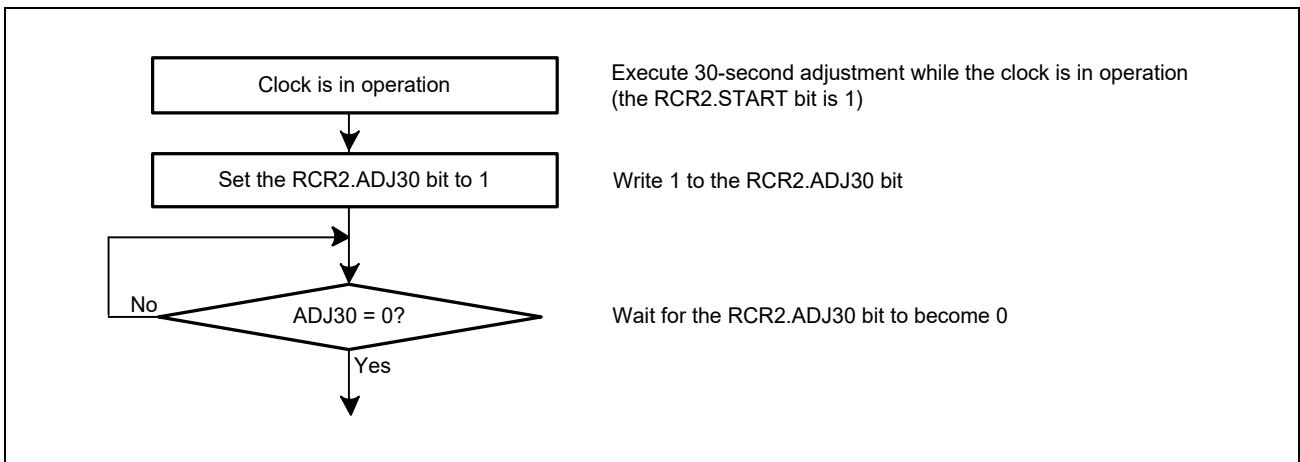 Clock is in operation
Execute 30-second adjustment while the clock is in operation
(the RCR2.START bit is 1)
Set the RCR2.ADJ30 bit to 1
Write 1 to the RCR2.ADJ30 bit
No
ADJ30 = 0?
Wait for the RCR2.ADJ30 bit to become 0
Yes